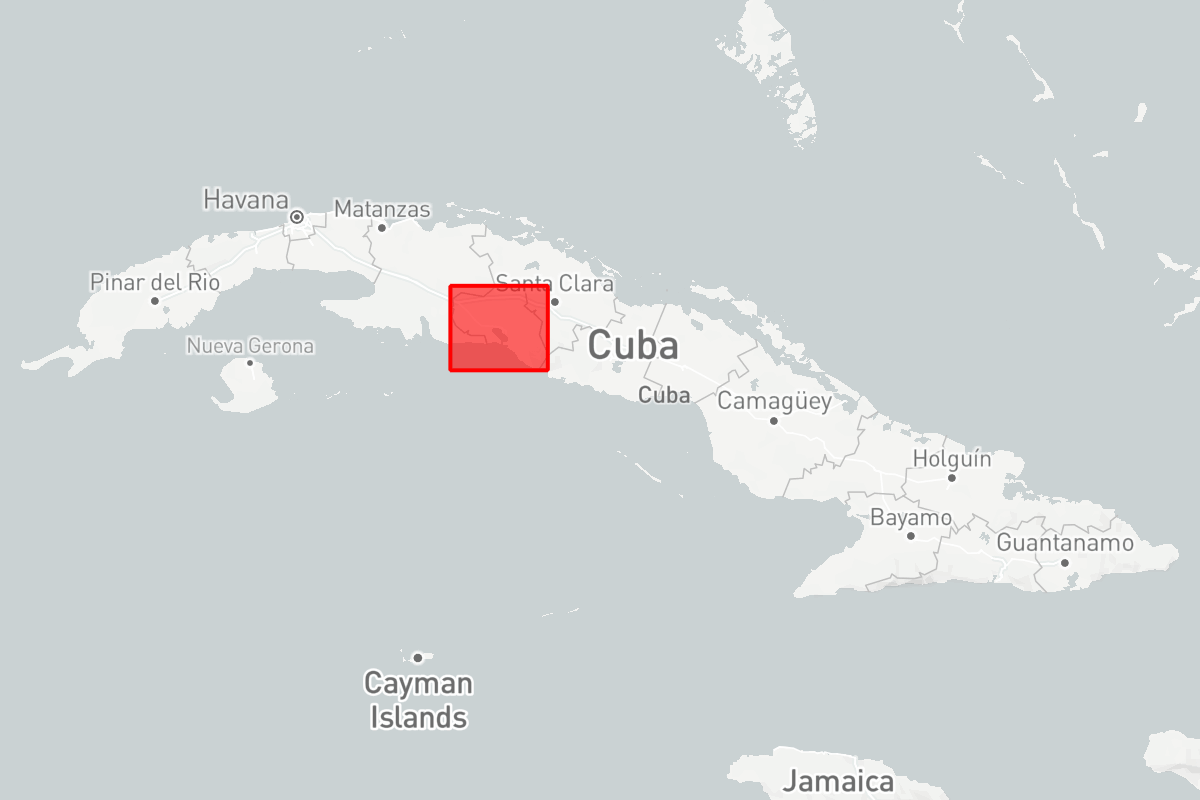 Havana
Matanzas
Pinar del Rio
Santa Clara
Nueva Gerona
Cuba
Cuba
Camagüey
Holguín
Bayamo
Guantanamo
Cayman
Islands
Jamaica